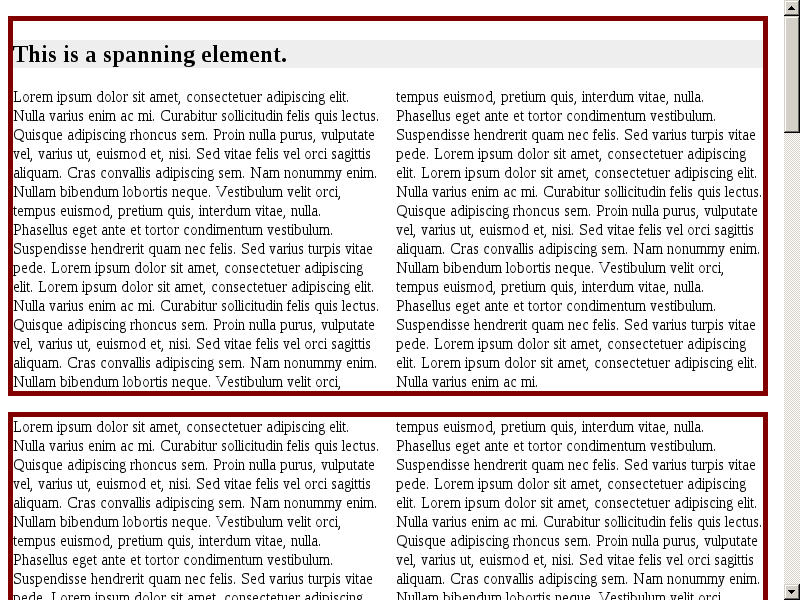 This is a spanning element.
Lorem ipsum dolor sit amet, consectetuer adipiscing elit.
Nulla varius enim ac mi. Curabitur sollicitudin felis quis lectus.
Quisque adipiscing rhoncus sem. Proin nulla purus, vulputate
vel, varius ut, euismod et, nisi. Sed vitae felis vel orci sagittis
aliquam. Cras convallis adipiscing sem. Nam nonummy enim.
Nullam bibendum lobortis neque. Vestibulum velit orci,
tempus euismod, pretium quis, interdum vitae, nulla.
Phasellus eget ante et tortor condimentum vestibulum.
Suspendisse hendrerit quam nec felis. Sed varius turpis vitae
pede. Lorem ipsum dolor sit amet, consectetuer adipiscing
elit. Lorem ipsum dolor sit amet, consectetuer adipiscing elit.
Nulla varius enim ac mi. Curabitur sollicitudin felis quis lectus.
Quisque adipiscing rhoncus sem. Proin nulla purus, vulputate
vel, varius ut, euismod et, nisi. Sed vitae felis vel orci sagittis
aliquam. Cras convallis adipiscing sem. Nam nonummy enim.
Nullam bibendum lobortis neque. Vestibulum velit orci,
tempus euismod, pretium quis, interdum vitae, nulla.
Phasellus eget ante et tortor condimentum vestibulum.
Suspendisse hendrerit quam nec felis. Sed varius turpis vitae
pede. Lorem ipsum dolor sit amet, consectetuer adipiscing
elit. Lorem ipsum dolor sit amet, consectetuer adipiscing elit.
Nulla varius enim ac mi. Curabitur sollicitudin felis quis lectus.
Quisque adipiscing rhoncus sem. Proin nulla purus, vulputate
vel, varius ut, euismod et, nisi. Sed vitae felis vel orci sagittis
aliquam. Cras convallis adipiscing sem. Nam nonummy enim.
Nullam bibendum lobortis neque. Vestibulum velit orci,
tempus euismod, pretium quis, interdum vitae, nulla.
Phasellus eget ante et tortor condimentum vestibulum.
Suspendisse hendrerit quam nec felis. Sed varius turpis vitae
pede. Lorem ipsum dolor sit amet, consectetuer adipiscing
elit. Lorem ipsum dolor sit amet, consectetuer adipiscing elit.
Nulla varius enim ac mi.
Lorem ipsum dolor sit amet, consectetuer adipiscing elit.
Nulla varius enim ac mi. Curabitur sollicitudin felis quis lectus.
Quisque adipiscing rhoncus sem. Proin nulla purus, vulputate
vel, varius ut, euismod et, nisi. Sed vitae felis vel orci sagittis
aliquam. Cras convallis adipiscing sem. Nam nonummy enim.
Nullam bibendum lobortis neque. Vestibulum velit orci,
tempus euismod, pretium quis, interdum vitae, nulla.
Phasellus eget ante et tortor condimentum vestibulum.
Suspendisse hendrerit quam nec felis. Sed varius turpis vitae
pede. Lorem ipsum dolor sit amet, consectetuer adipiscing
tempus euismod, pretium quis, interdum vitae, nulla.
Phasellus eget ante et tortor condimentum vestibulum.
Suspendisse hendrerit quam nec felis. Sed varius turpis vitae
pede. Lorem ipsum dolor sit amet, consectetuer adipiscing
elit. Lorem ipsum dolor sit amet, consectetuer adipiscing elit.
Nulla varius enim ac mi. Curabitur sollicitudin felis quis lectus.
Quisque adipiscing rhoncus sem. Proin nulla purus, vulputate
vel, varius ut, euismod et, nisi. Sed vitae felis vel orci sagittis
aliquam. Cras convallis adipiscing sem. Nam nonummy enim.
Nullam bibendum lobortis neque. Vestibulum velit orci,